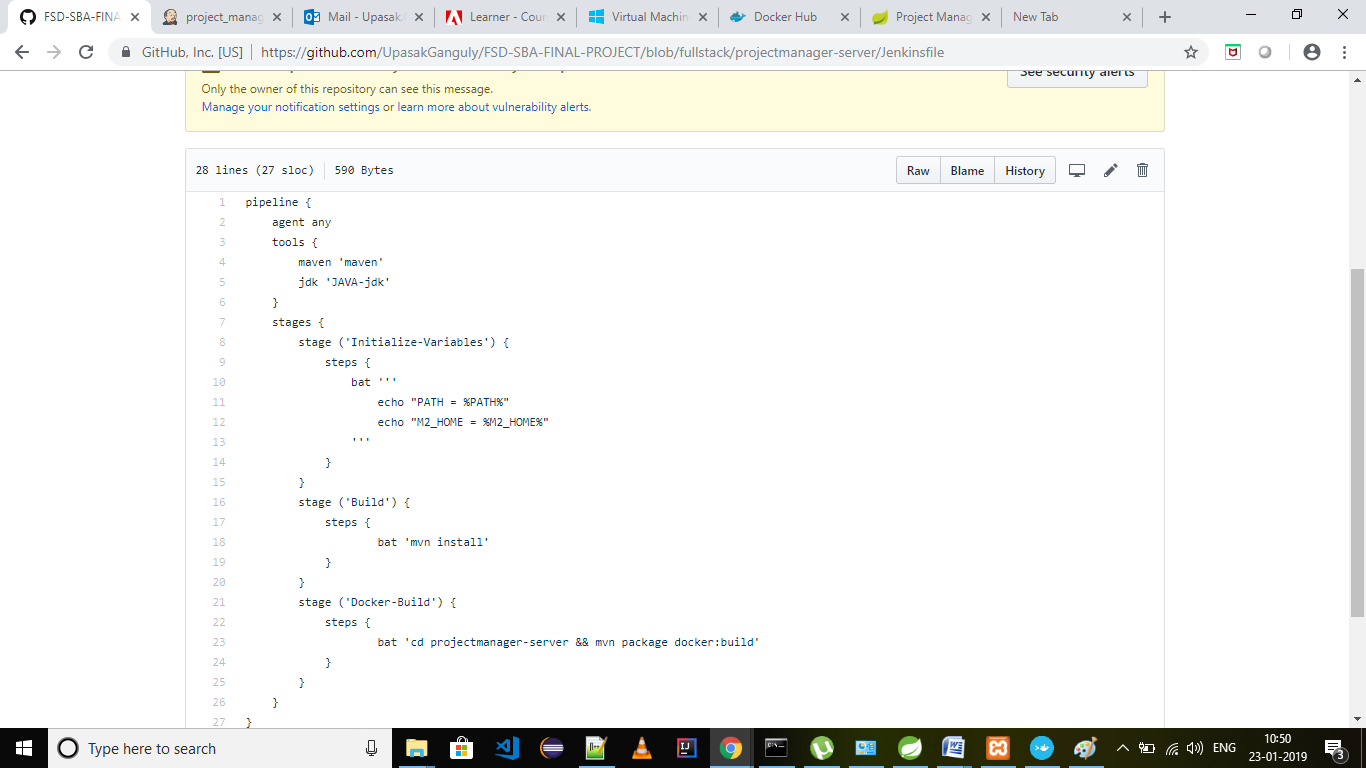 FSD-SBA-FINA
project_manag
Mail - Upasak
Learner - Cour
Virtual Machin
Docker Hub
Project Manag
New Tab
GitHub, Inc. [US] https://github.com/UpasakGanguly/FSD-SBA-FINAL-PROJECT/blob/fullstack/projectmanager-server/Jenkinsfile
See security alerts
Only the owner of this repository can see this message.
Manage your notification settings or learn more about vulnerability alerts.
28 lines (27 sloc) 590 Bytes
Raw Blame History
1 pipeline {
2 agent any
3 tools {
4 maven 'maven'
5 jdk 'JAVA-jdk'
6 }
7 stages {
8 stage ('Initialize-Variables') {
9 steps {
10 bat '''
11 echo "PATH = %PATH%"
12 echo "M2_HOME = %M2_HOME%"
13 '''
14 }
15 }
16 stage ('Build') {
17 steps {
18 bat 'mvn install'
19 }
20 }
21 stage ('Docker-Build') {
22 steps {
23 bat 'cd projectmanager-server && mvn package docker:build'
24 }
25 }
26 }
27 }
Type here to search
ENG
10:50
23-01-2019
3